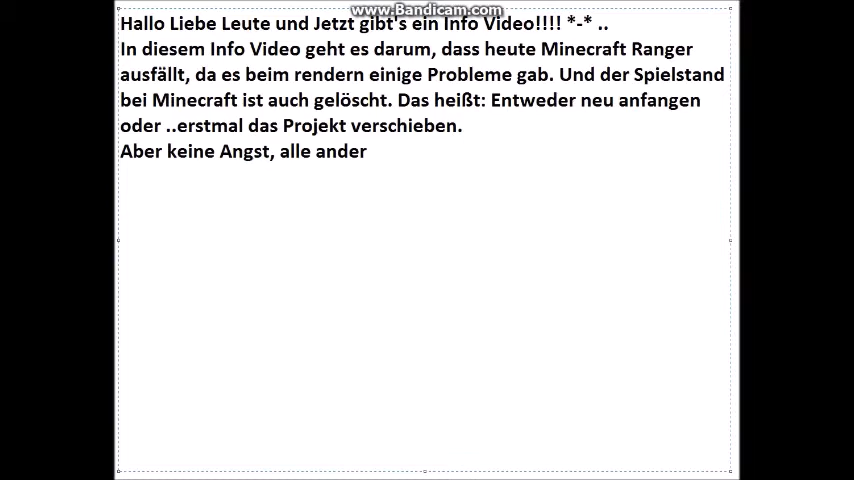 www.Bandicam.com
Hallo Liebe Leute und Jetzt gibt's ein Info Video!!!! *-* ..
In diesem Info Video geht es darum, dass heute Minecraft Ranger
ausfällt, da es beim rendern einige Probleme gab. Und der Spielstand
bei Minecraft ist auch gelöscht. Das heißt: Entweder neu anfangen
oder ..erstmal das Projekt verschieben.
Aber keine Angst, alle ander